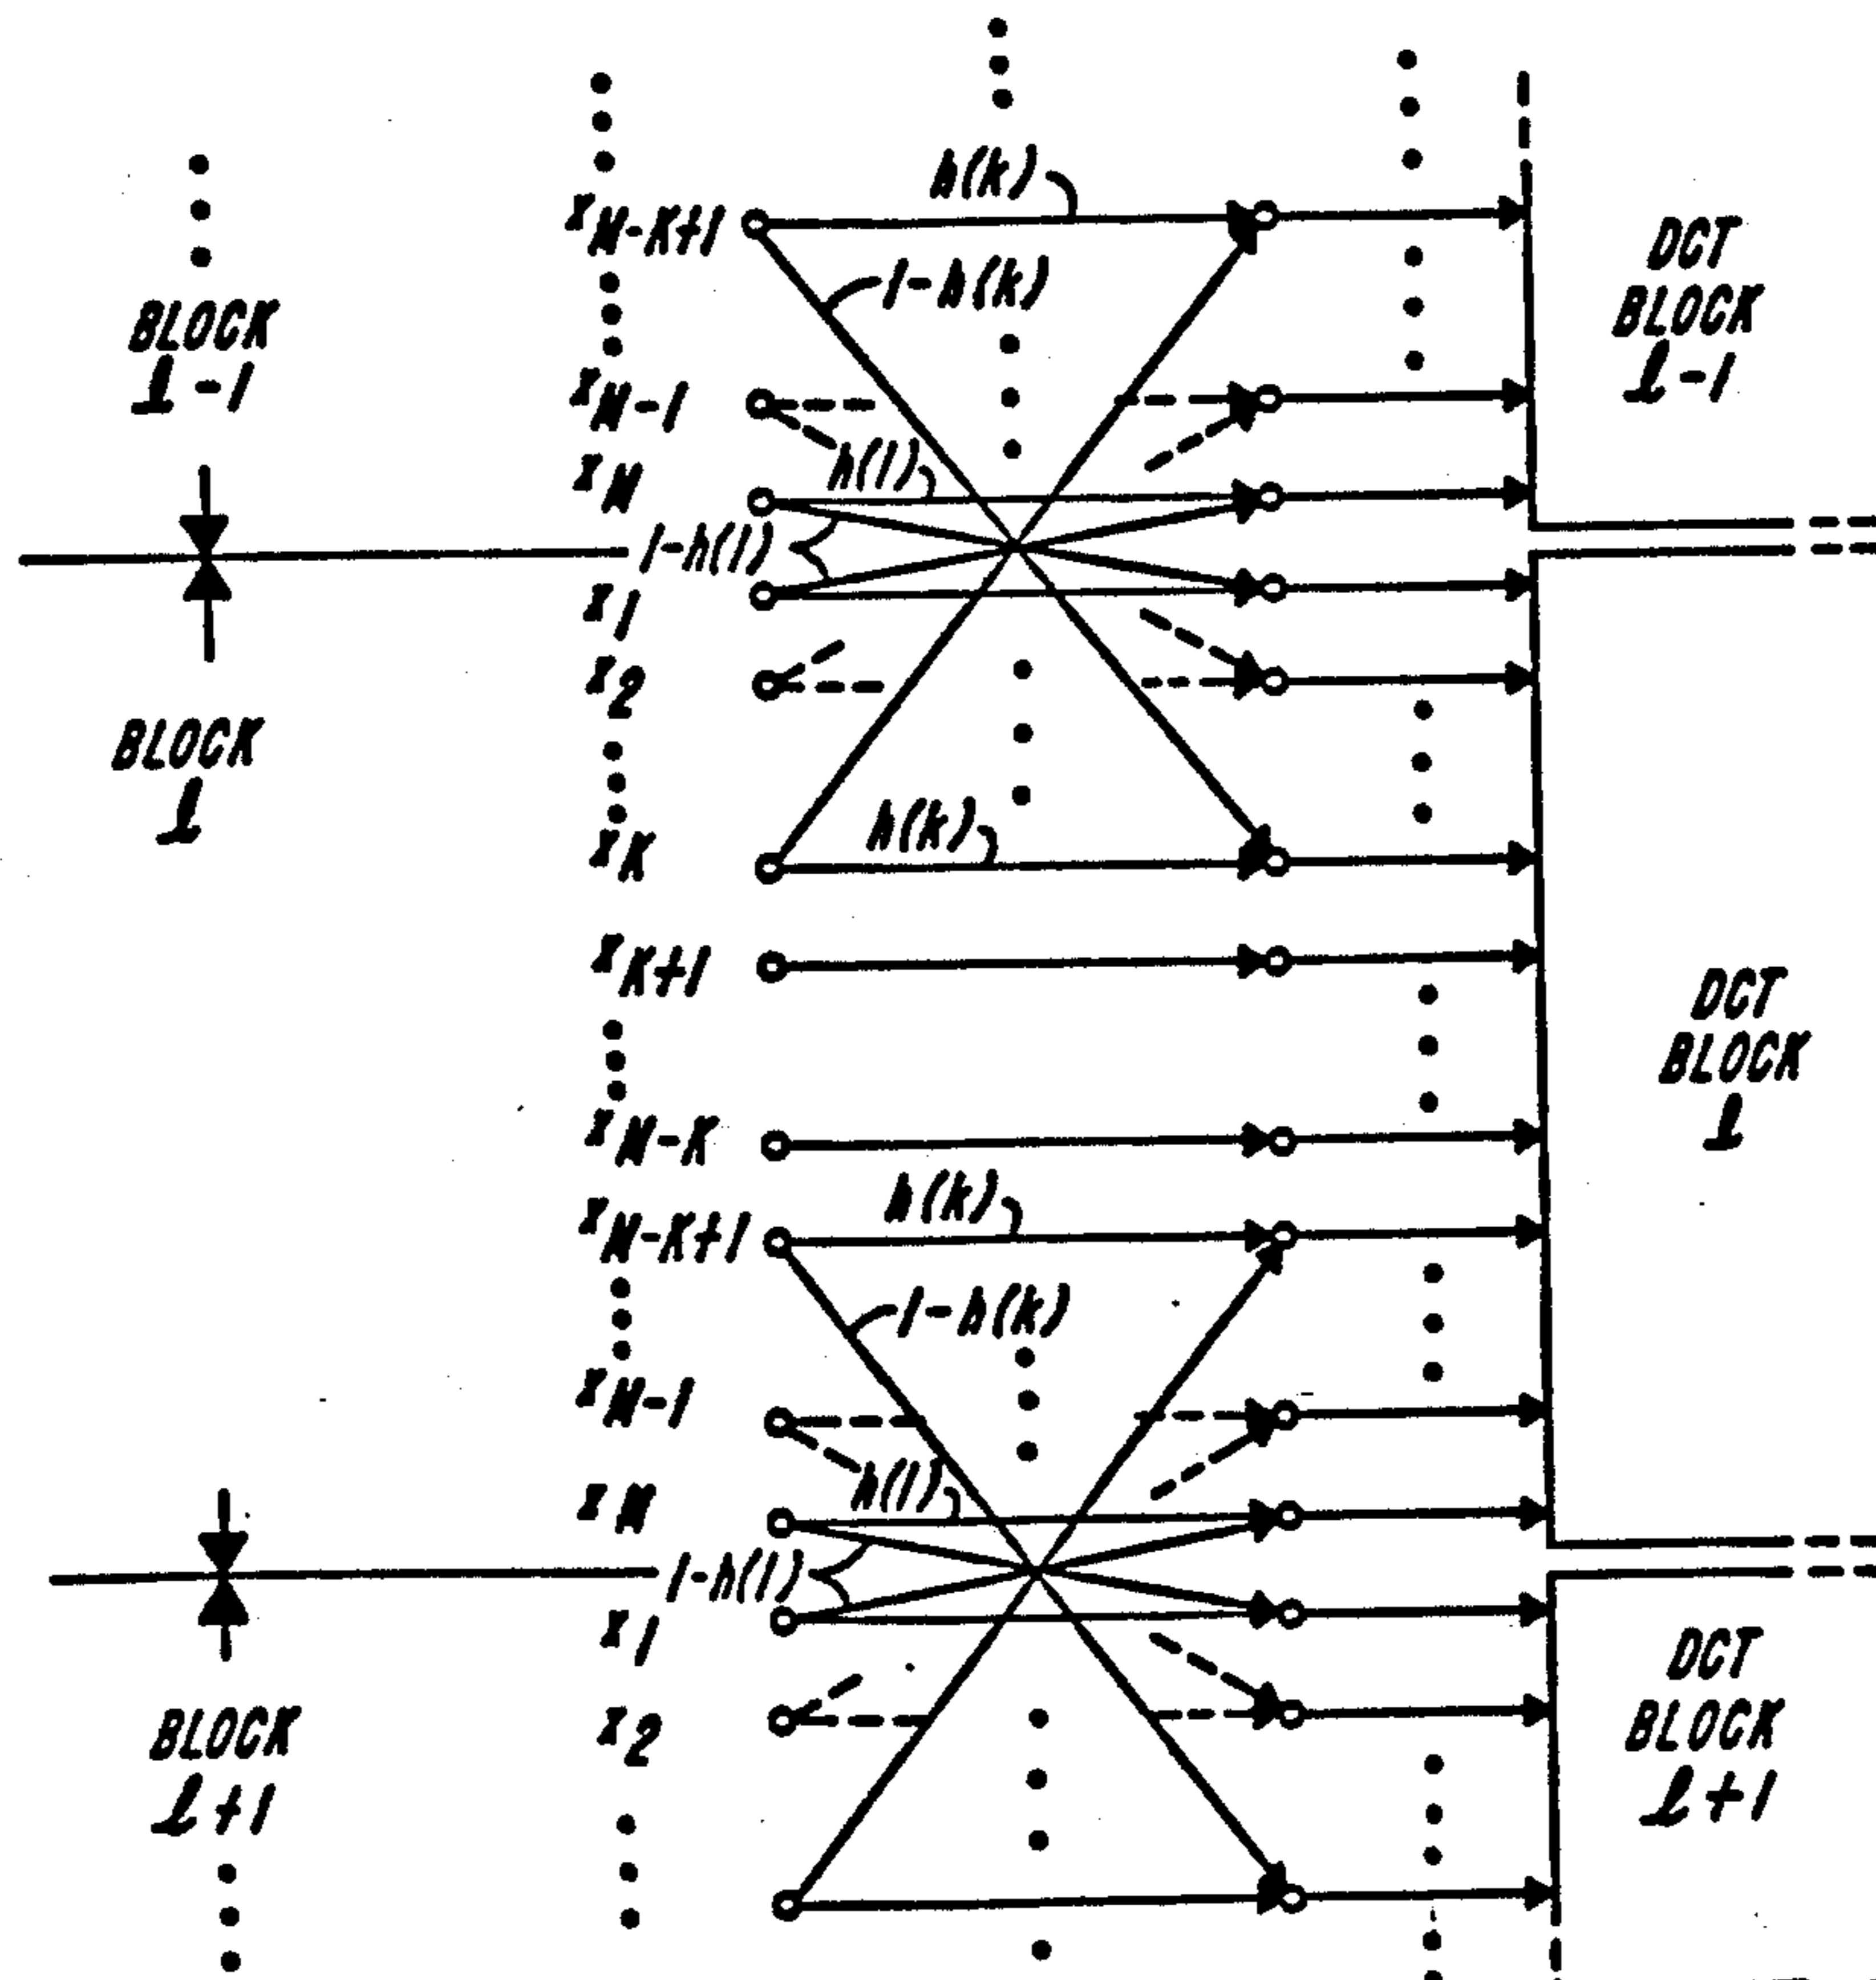 h(k)
x_{N-K+1}
1-h(k)
DCT
BLOCK
l-1
BLOCK
l-1
x_{N-1}
h(1)
x_N
1-h(1)
x_1
x_2
BLOCK
l
h(k)
x_K
x_{K+1}
DCT
BLOCK
l
x_{N-K}
h(k)
x_{N-K+1}
1-h(k)
x_{N-1}
h(1)
x_N
1-h(1)
x_1
x_2
BLOCK
l+1
DCT
BLOCK
l+1